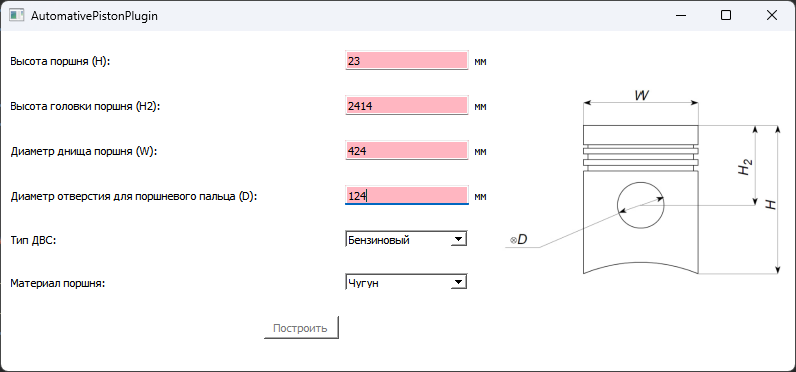 AutomativePistonPlugin
Высота поршня (H): 23 мм
Высота головки поршня (H2): 2414 мм
Диаметр днища поршня (W): 424 мм
Диаметр отверстия для поршневого пальца (D): 124 мм
Тип ДВС: Бензиновый
Материал поршня: Чугун
Построить
W
H2
H
⊗D